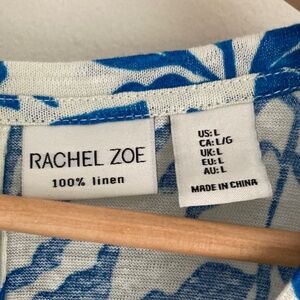 RACHEL ZOE
100% linen
US: L
CA: L/G
UK: L
EU: L
AU: L
MADE IN CHINA